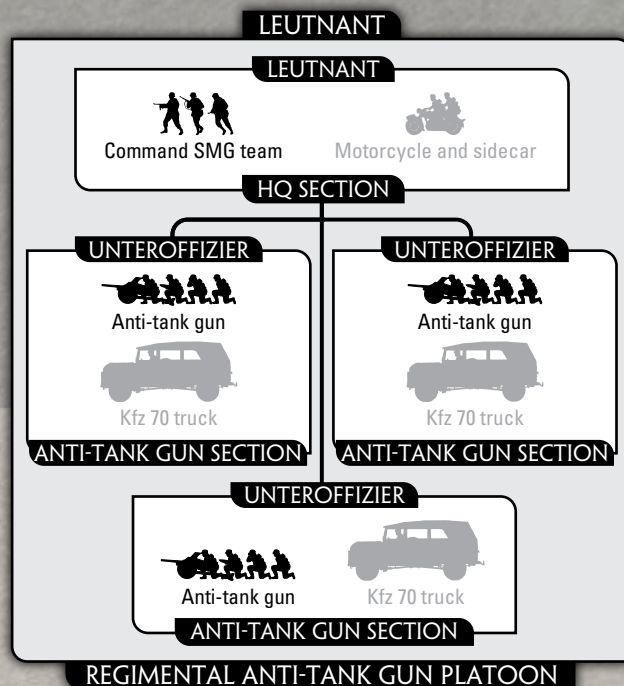 LEUTNANT
LEUTNANT
Command SMG team
Motorcycle and sidecar
HQ SECTION
UNTEROFFIZIER
Anti-tank gun
Kfz 70 truck
ANTI-TANK GUN SECTION
UNTEROFFIZIER
Anti-tank gun
Kfz 70 truck
ANTI-TANK GUN SECTION
UNTEROFFIZIER
Anti-tank gun
Kfz 70 truck
ANTI-TANK GUN SECTION
REGIMENTAL ANTI-TANK GUN PLATOON